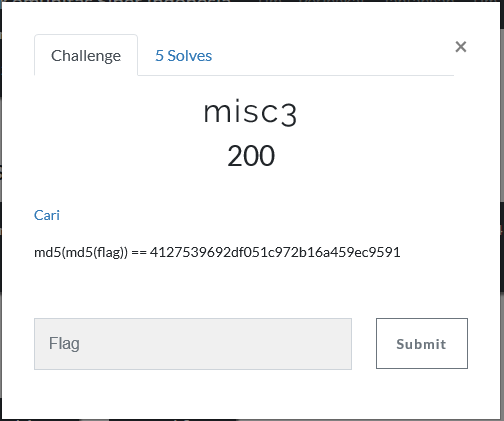 Challenge
5 Solves
×
misc3
200
Cari
md5(md5(flag)) == 4127539692df051c972b16a459ec9591
Flag
Submit